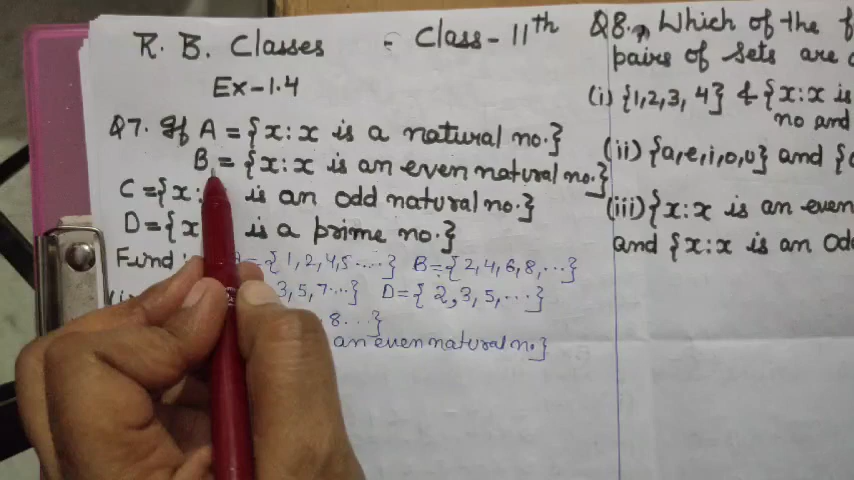 R. B. Classes - Class - 11th
Ex-1.4
Q7. If A = {x: x is a natural no.}
B = {x: x is an even natural no.}
C = {x: is an odd natural no.}
D = {x is a prime no.}
Find A = {1, 2, 4, 5 .....} B = {2, 4, 6, 8, ...}
3, 5, 7 ...} D = {2, 3, 5, ...}
8...}
an even natural no}
Q8. Which of the
pairs of sets are
(i) {1, 2, 3, 4} & {x: x is
no and
(ii) {a, e, i, o, u} and {
(iii) {x: x is an even
and {x: x is an odd